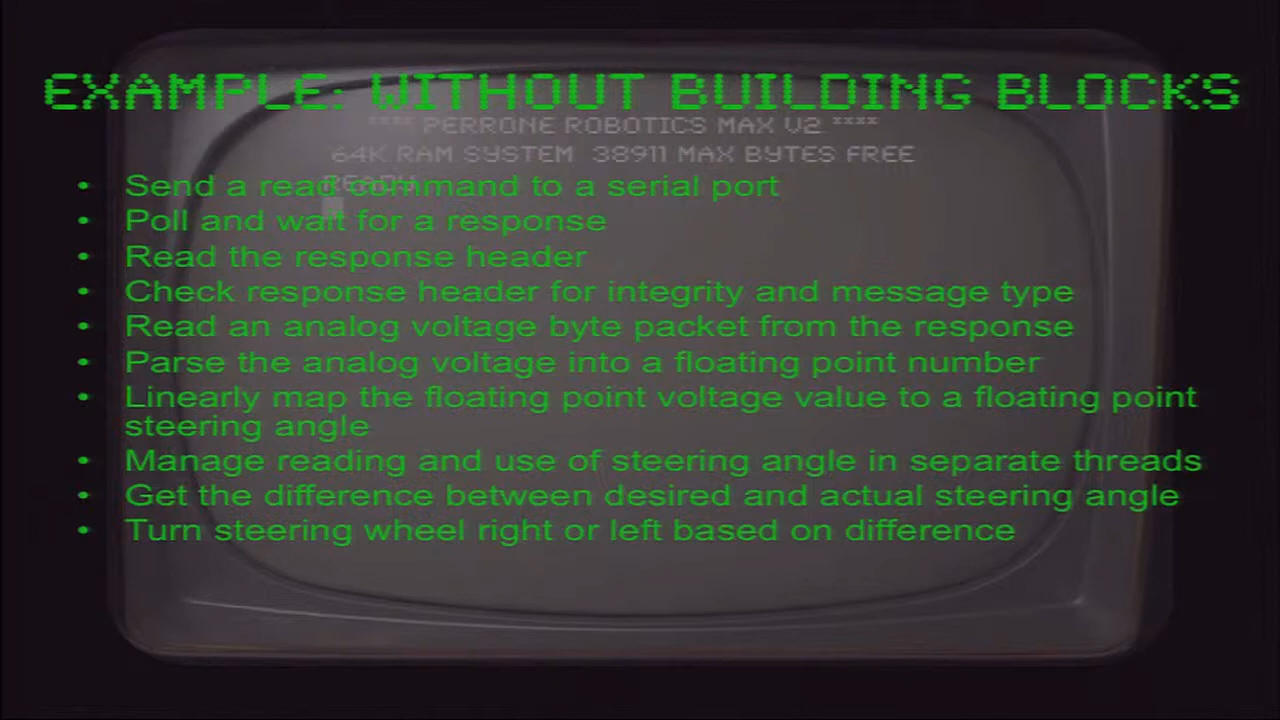 EXAMPLE: WITHOUT BUILDING BLOCKS
**** PERRONE ROBOTICS MAX V2 ****
64K RAM SYSTEM 38911 MAX BYTES FREE
READY
• Send a read command to a serial port
• Poll and wait for a response
• Read the response header
• Check response header for integrity and message type
• Read an analog voltage byte packet from the response
• Parse the analog voltage into a floating point number
• Linearly map the floating point voltage value to a floating point
steering angle
• Manage reading and use of steering angle in separate threads
• Get the difference between desired and actual steering angle
• Turn steering wheel right or left based on difference